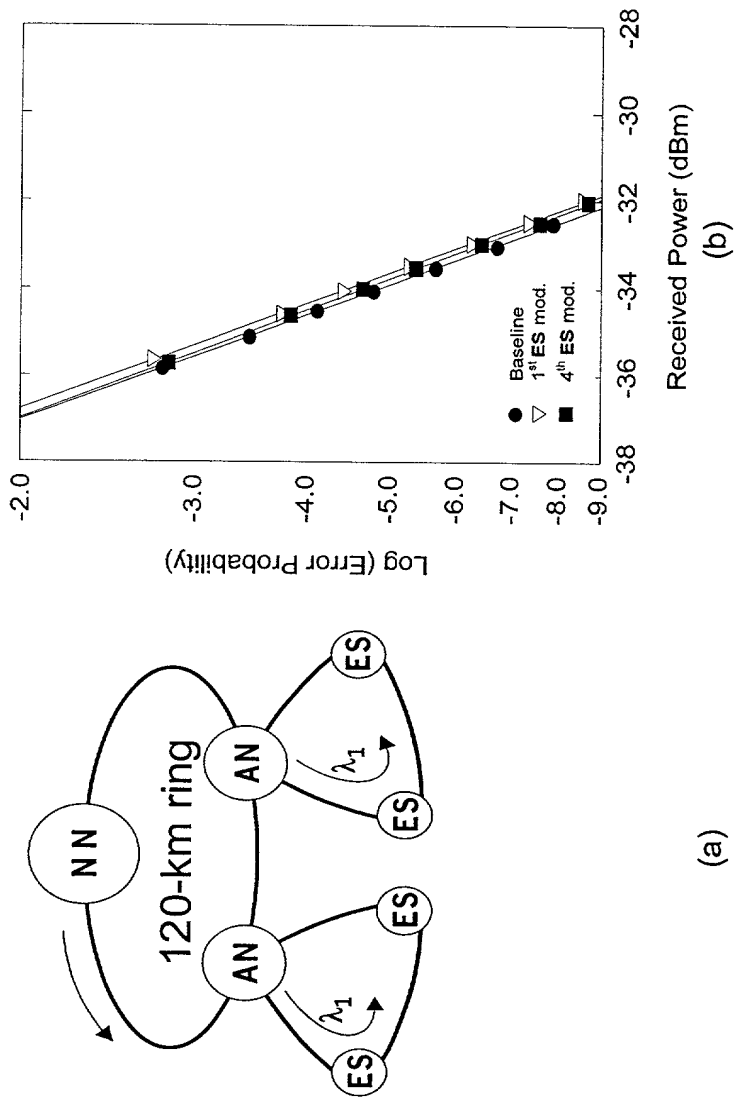 NN
120-km ring
AN
AN
λ1
λ1
ES
ES
ES
ES
(a)
Log (Error Probability)
-2.0
-3.0
-4.0
-5.0
-6.0
-7.0
-8.0
-9.0
Baseline
1st ES mod.
4th ES mod.
-38
-36
-34
-32
-30
-28
Received Power (dBm)
(b)